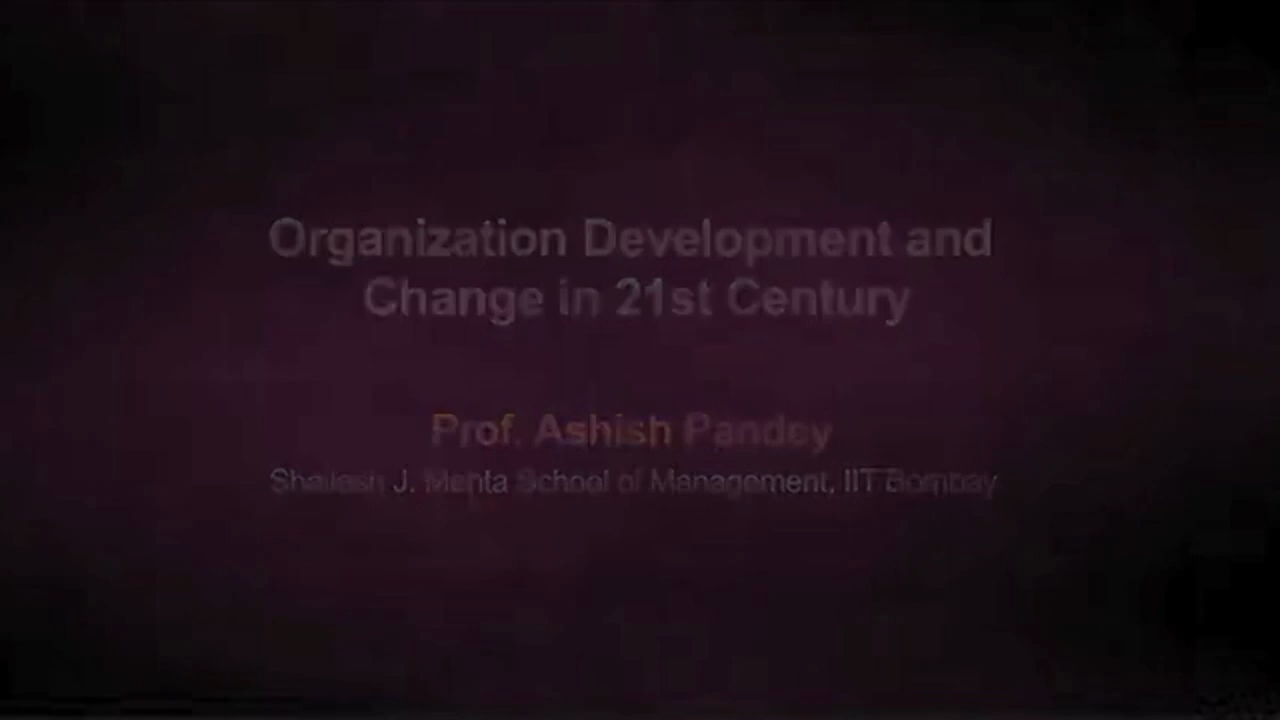 Organization Development and
Change in 21st Century
Prof. Ashish Pandey
Shailesh J. Mehta School of Management, IIT Bombay